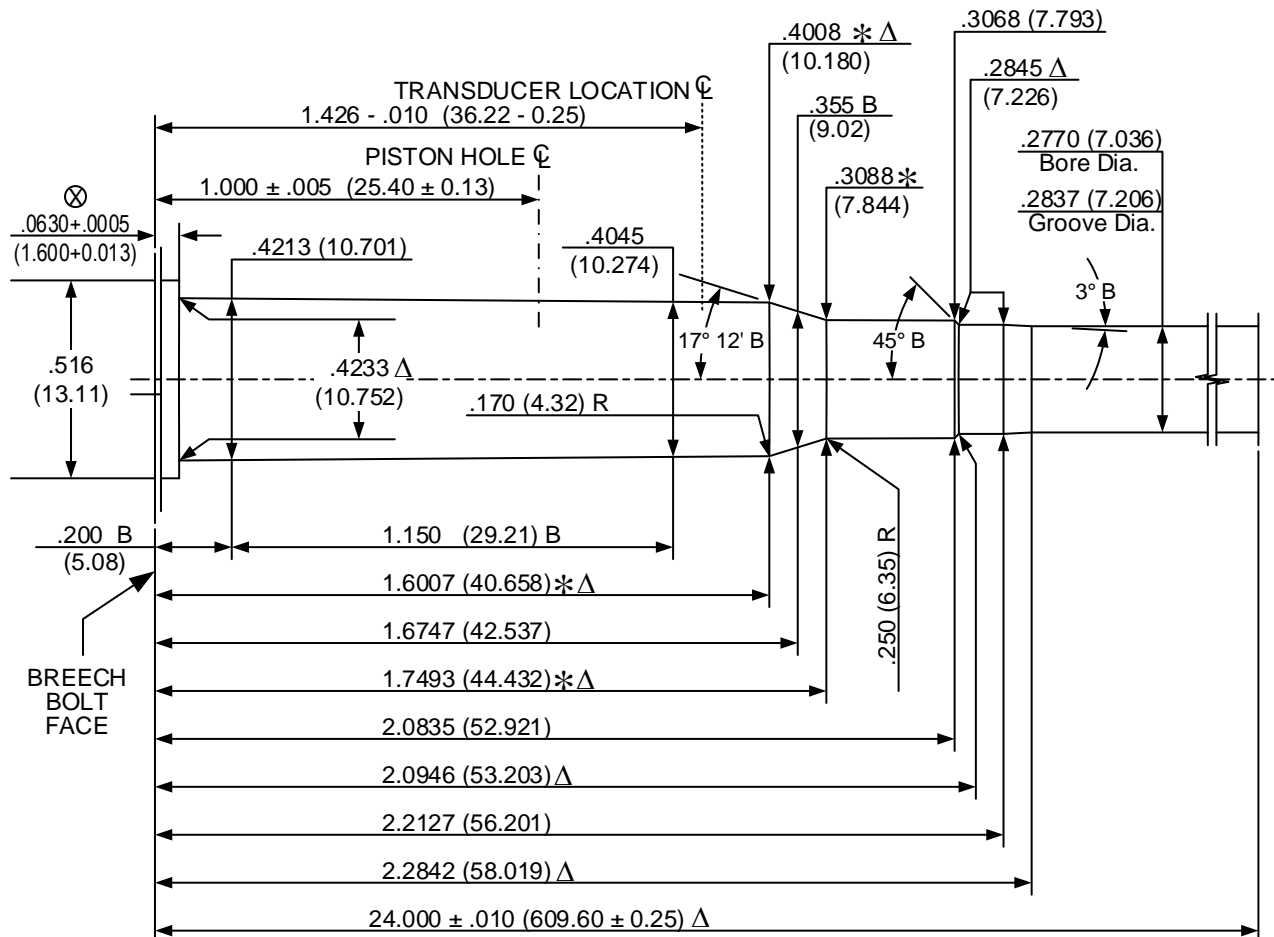 .4008 * Δ
(10.180)
.3068 (7.793)
.2845 Δ
(7.226)
TRANSDUCER LOCATION ℄
1.426 - .010 (36.22 - 0.25)
.355 B
(9.02)
.2770 (7.036)
Bore Dia.
PISTON HOLE ℄
1.000 ± .005 (25.40 ± 0.13)
.3088 *
(7.844)
.2837 (7.206)
Groove Dia.
⊗
.0630+.0005
(1.600+0.013)
.4213 (10.701)
.4045
(10.274)
3° B
17° 12' B
45° B
.516
(13.11)
.4233 Δ
(10.752)
.170 (4.32) R
.200 B
(5.08)
1.150 (29.21) B
.250 (6.35) R
1.6007 (40.658) * Δ
1.6747 (42.537)
BREECH
BOLT
FACE
1.7493 (44.432) * Δ
2.0835 (52.921)
2.0946 (53.203) Δ
2.2127 (56.201)
2.2842 (58.019) Δ
24.000 ± .010 (609.60 ± 0.25) Δ